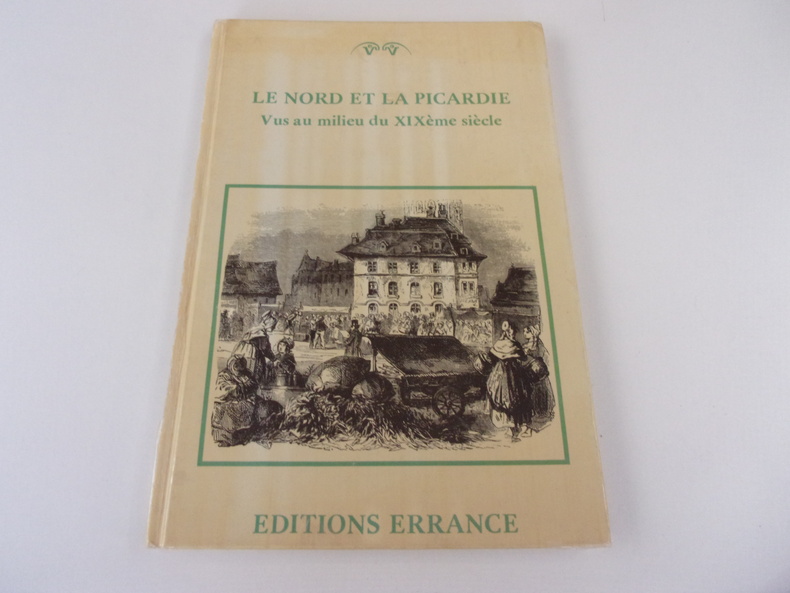 LE NORD ET LA PICARDIE
Vus au milieu du XIXème siècle
EDITIONS ERRANCE